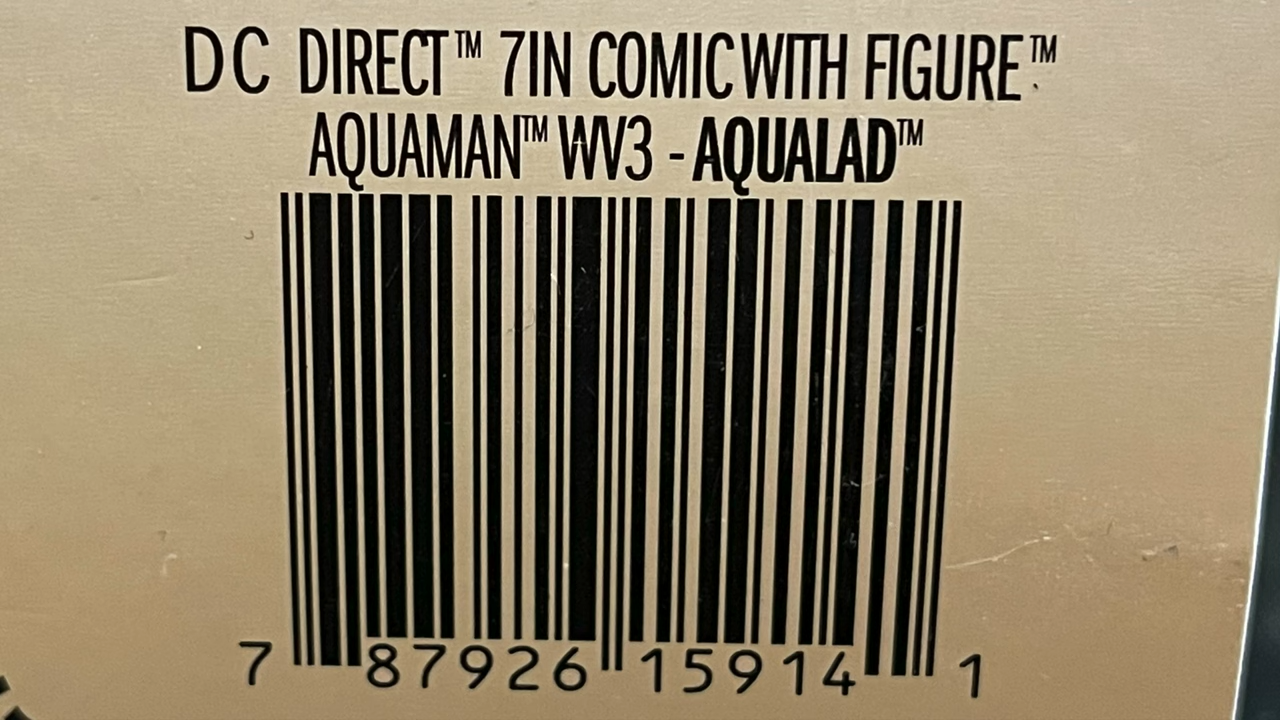 DC DIRECT™ 7IN COMIC WITH FIGURE™
AQUAMAN™ WV3 - AQUALAD™
7 87926 15914 1